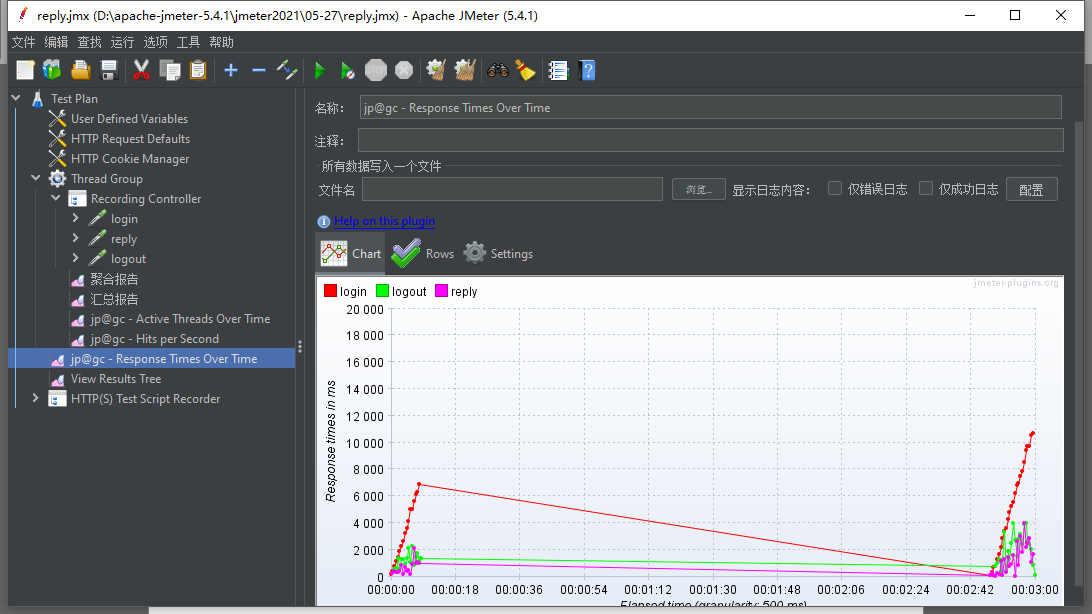 reply.jmx (D:\apache-jmeter-5.4.1\jmeter2021\05-27\reply.jmx) - Apache JMeter (5.4.1)
文件 编辑 查找 运行 选项 工具 帮助
STOP
Test Plan
User Defined Variables
HTTP Request Defaults
HTTP Cookie Manager
Thread Group
Recording Controller
login
reply
logout
聚合报告
汇总报告
jp@gc - Active Threads Over Time
jp@gc - Hits per Second
jp@gc - Response Times Over Time
View Results Tree
HTTP(S) Test Script Recorder
名称： jp@gc - Response Times Over Time
注释：
所有数据写入一个文件
文件名 浏览... 显示日志内容： 仅错误日志 仅成功日志 配置
Help on this plugin
Chart Rows Settings
jmeter-plugins.org
login logout reply
20 000
18 000
16 000
14 000
12 000
10 000
8 000
6 000
4 000
2 000
0
Response times in ms
00:00:00 00:00:18 00:00:36 00:00:54 00:01:12 00:01:30 00:01:48 00:02:06 00:02:24 00:02:42 00:03:00
Elapsed time (granularity: 500 ms)